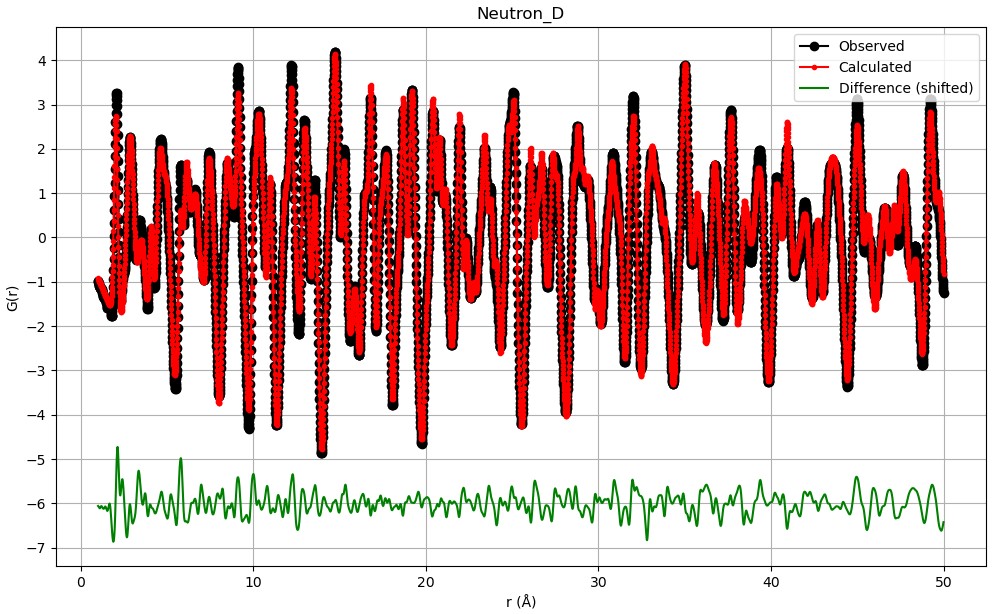 Neutron_D
Observed
Calculated
Difference (shifted)
G(r)
4
3
2
1
0
−1
−2
−3
−4
−5
−6
−7
0 10 20 30 40 50
r (Å)